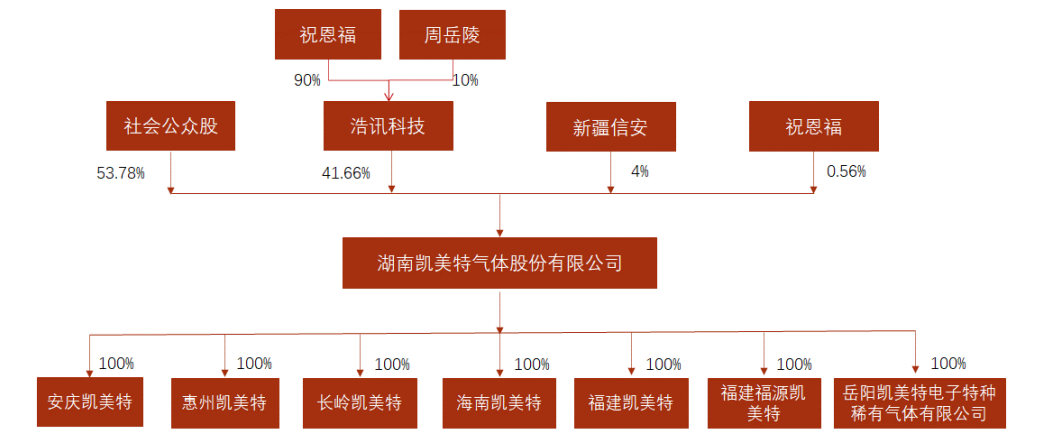 祝恩福
周岳陵
90%
10%
社会公众股
浩讯科技
新疆信安
祝恩福
53.78%
41.66%
4%
0.56%
湖南凯美特气体股份有限公司
100%
100%
100%
100%
100%
100%
100%
安庆凯美特
惠州凯美特
长岭凯美特
海南凯美特
福建凯美特
福建福源凯
美特
岳阳凯美特电子特种
稀有气体有限公司